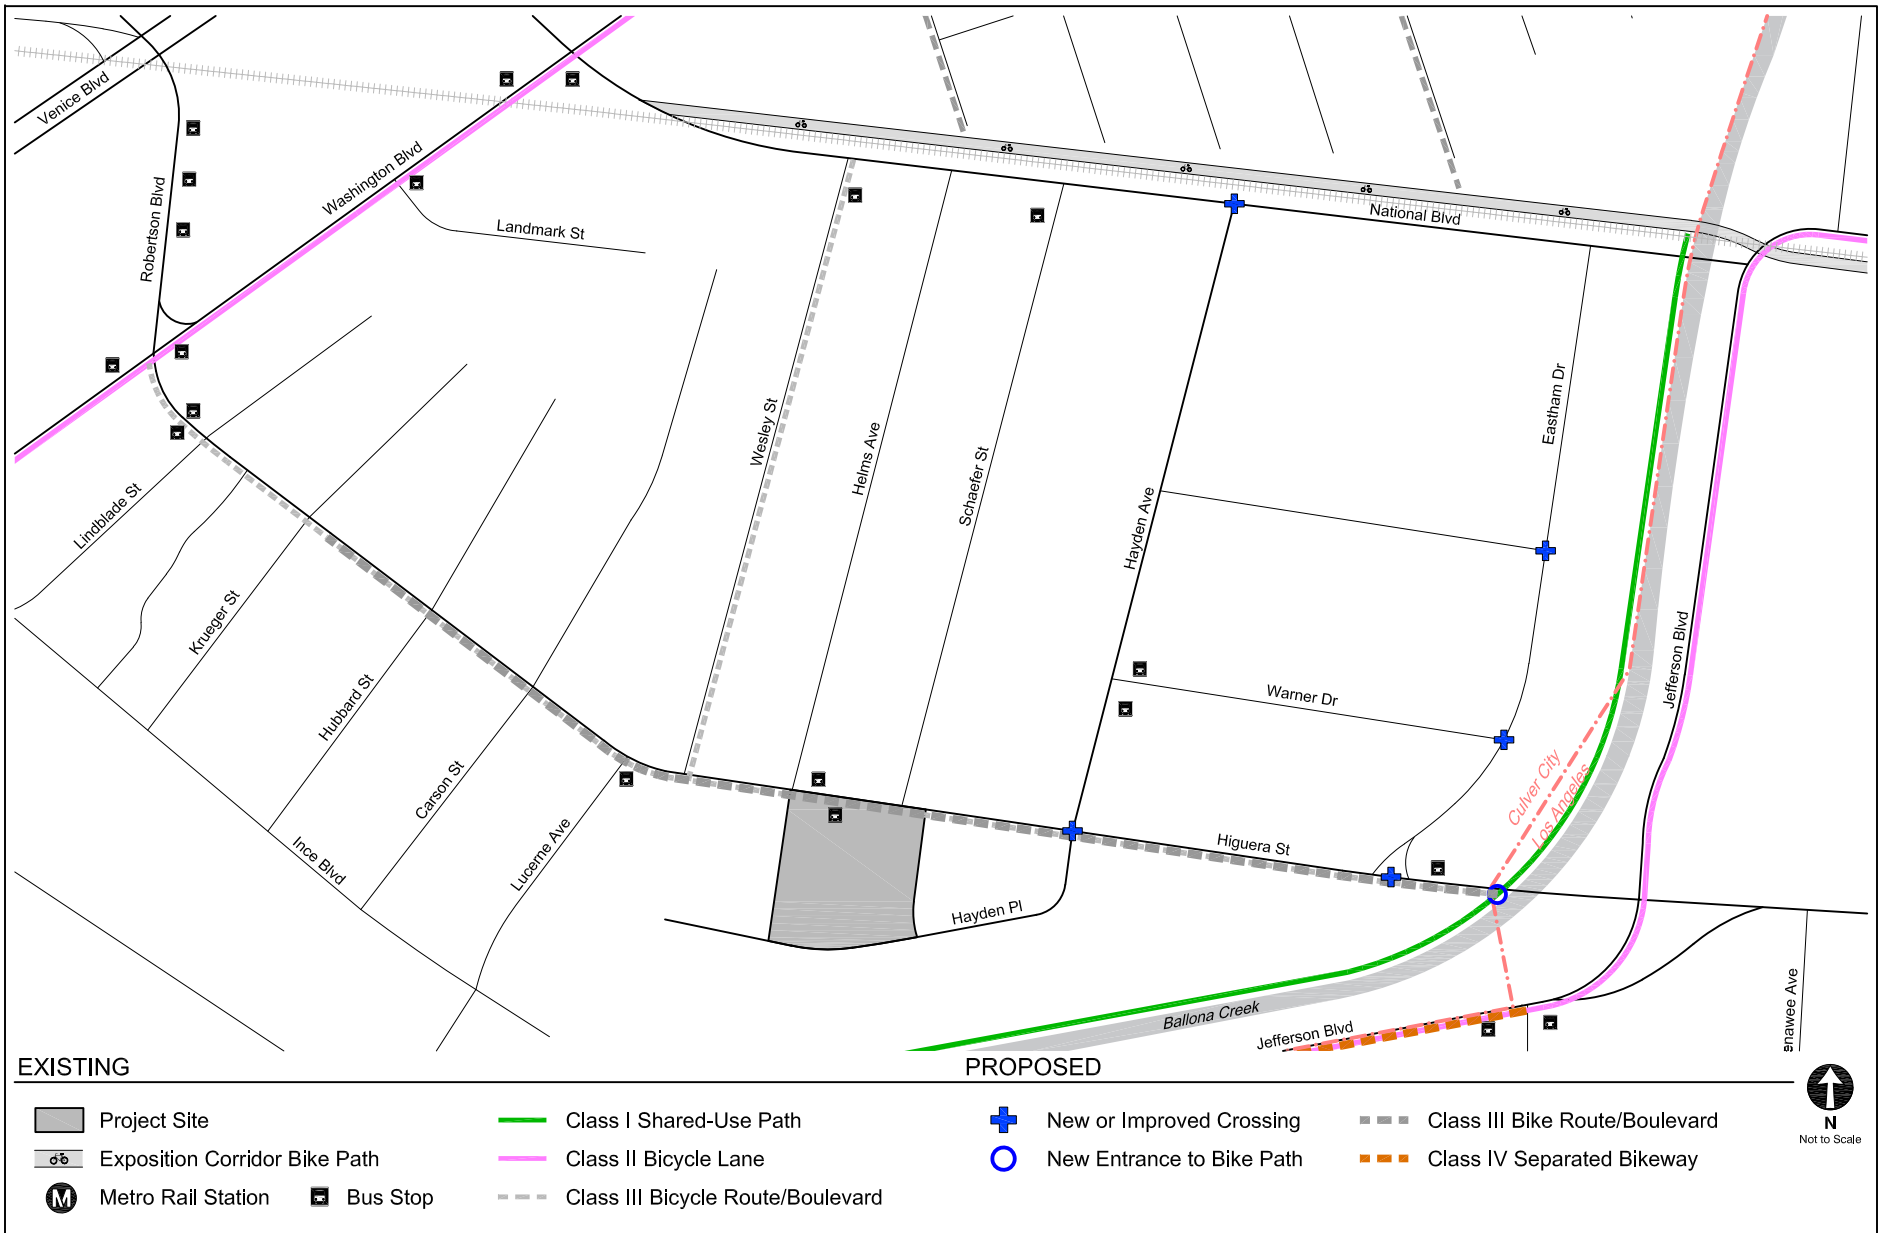 Venice Blvd
Robertson Blvd
Washington Blvd
Landmark St
National Blvd
Wesley St
Helms Ave
Schaefer St
Hayden Ave
Eastham Dr
Lindblade St
Krueger St
Hubbard St
Carson St
Lucerne Ave
Ince Blvd
Warner Dr
Jefferson Blvd
Culver City
Los Angeles
Higuera St
Hayden Pl
Ballona Creek
Jefferson Blvd
enawee Ave
EXISTING
PROPOSED
Project Site
Class I Shared-Use Path
New or Improved Crossing
Class III Bike Route/Boulevard
Exposition Corridor Bike Path
Class II Bicycle Lane
New Entrance to Bike Path
Class IV Separated Bikeway
M
Metro Rail Station
Bus Stop
Class III Bicycle Route/Boulevard
N
Not to Scale